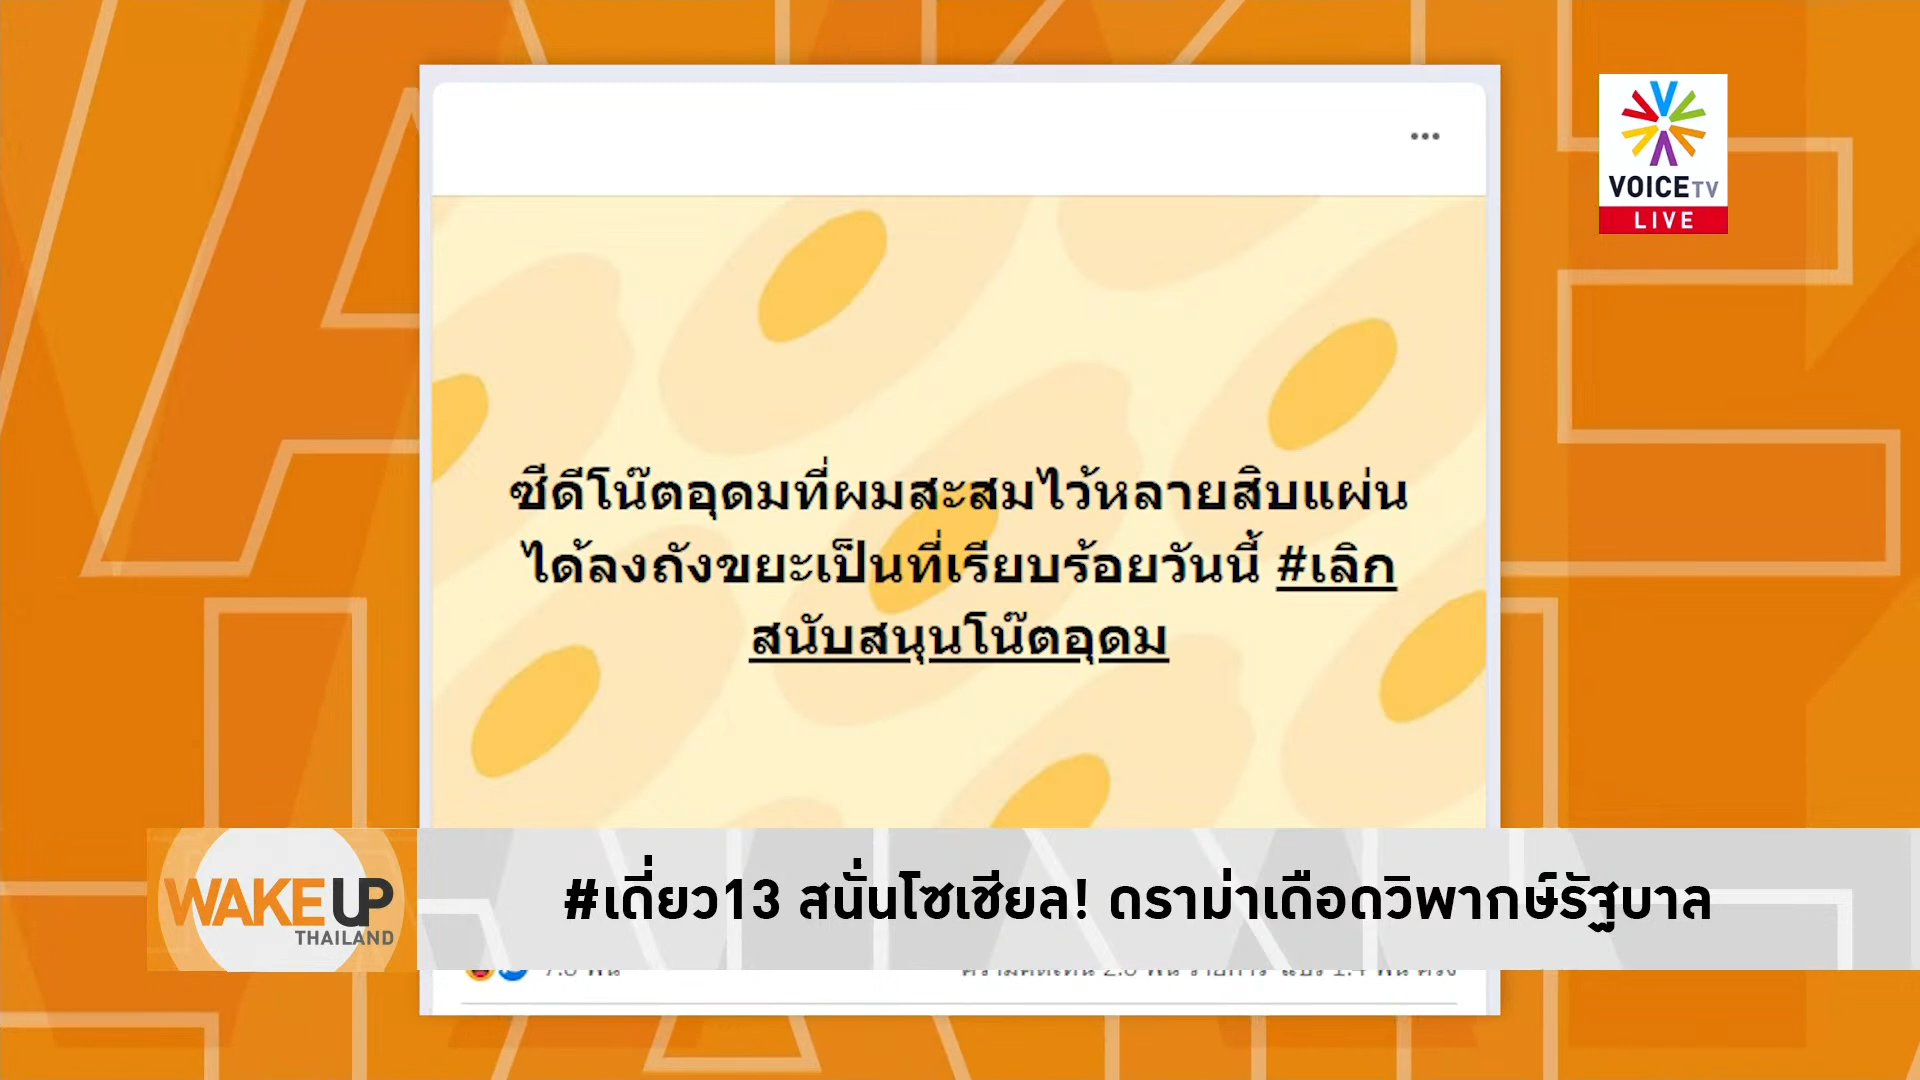 VOICE TV
LIVE
ซีดีโน๊ตอุดมที่ผมสะสมไว้หลายสิบแผ่น
ได้ลงถังขยะเป็นที่เรียบร้อยวันนี้ #เลิก
สนับสนุนโน๊ตอุดม
WAKE UP
THAILAND
#เดี่ยว13 สนั่นโซเชียล! ดราม่าเดือดวิพากษ์รัฐบาล